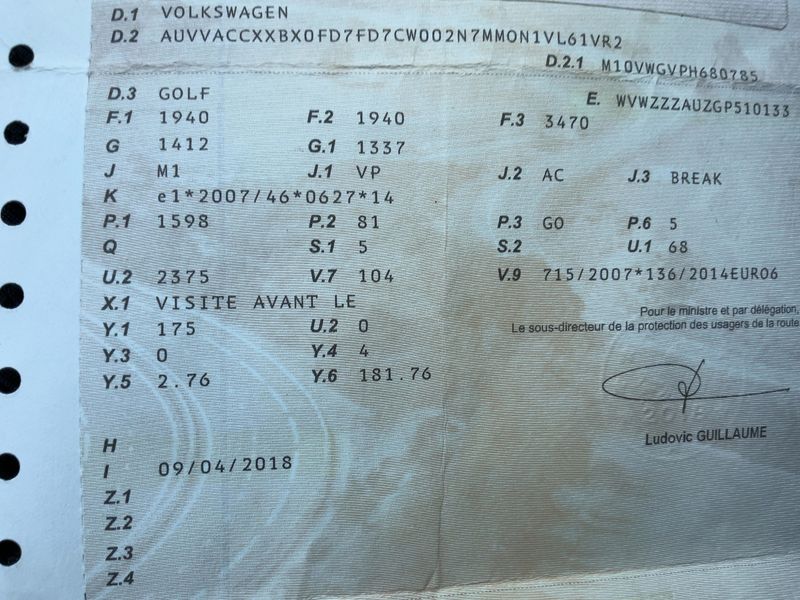 D.1 VOLKSWAGEN
D.2 AUVVACCXXBX0FD7FD7CW002N7MMON1VL61VR2
D.2.1 M10VWGVPH680785
D.3 GOLF
E. WVWZZZAUZGP510133
F.1 1940 F.2 1940 F.3 3470
G 1412 G.1 1337
J M1 J.1 VP J.2 AC J.3 BREAK
K e1*2007/46*0627*14
P.1 1598 P.2 81 P.3 GO P.6 5
Q S.1 5 S.2 U.1 68
U.2 2375 V.7 104 V.9 715/2007*136/2014EURO6
X.1 VISITE AVANT LE
Pour le ministre et par délégation,
Y.1 175 U.2 0
Le sous-directeur de la protection des usagers de la route
Y.3 0 Y.4 4
Y.5 2.76 Y.6 181.76
Ludovic GUILLAUME
H
I 09/04/2018
Z.1
Z.2
Z.3
Z.4